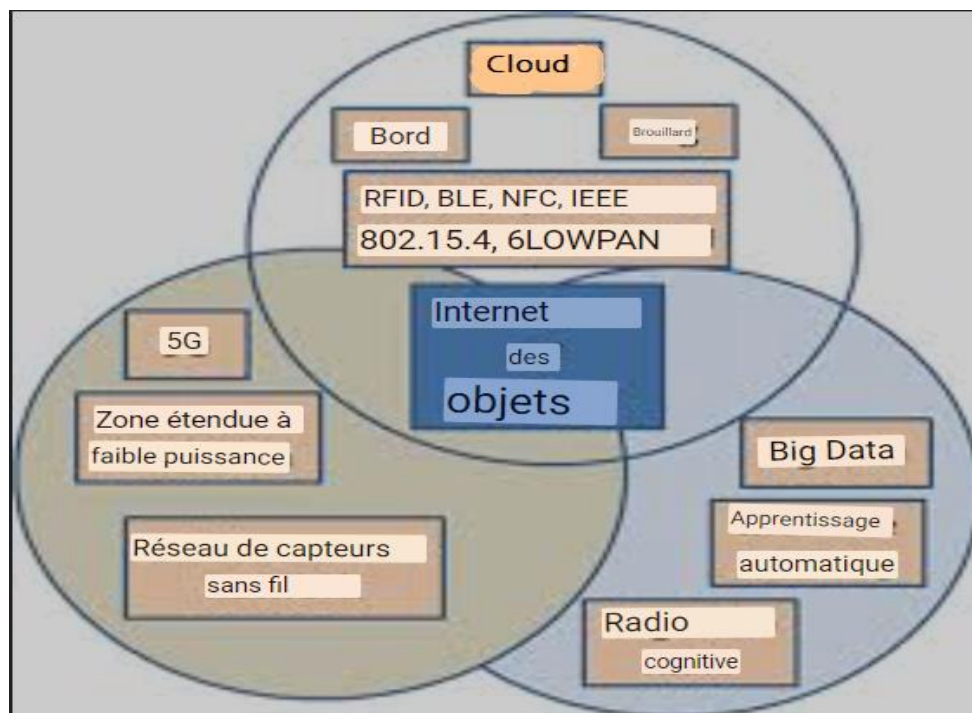 Cloud
Bord
Brouillard
RFID, BLE, NFC, IEEE
802.15.4, 6LOWPAN
Internet
des
objets
5G
Zone étendue à
faible puissance
Réseau de capteurs
sans fil
Big Data
Apprentissage
automatique
Radio
cognitive